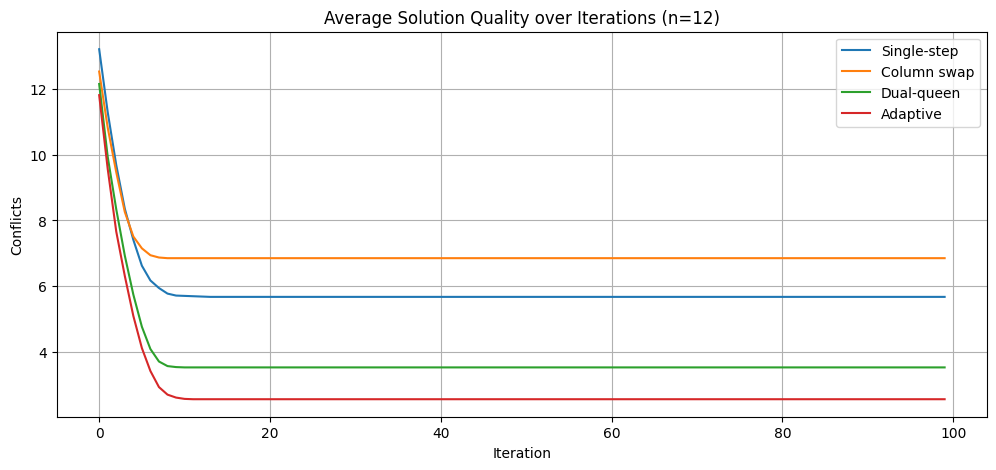 Average Solution Quality over Iterations (n=12)
Single-step
Column swap
Dual-queen
Adaptive
Conflicts
12
10
8
6
4
0
20
40
60
80
100
Iteration